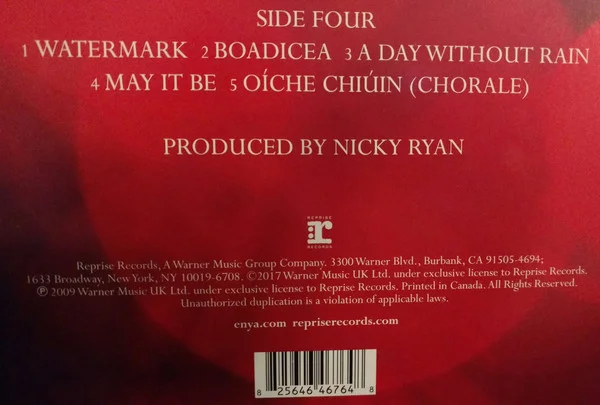 SIDE FOUR
1 WATERMARK 2 BOADICEA 3 A DAY WITHOUT RAIN
4 MAY IT BE 5 OÍCHE CHIÚIN (CHORALE)
PRODUCED BY NICKY RYAN
REPRISE
r
RECORDS
Reprise Records, A Warner Music Group Company, 3300 Warner Blvd., Burbank, CA 91505-4694;
1633 Broadway, New York, NY 10019-6708. ©2017 Warner Music UK Ltd. under exclusive license to Reprise Records.
℗ 2009 Warner Music UK Ltd. under exclusive license to Reprise Records. Printed in Canada. All Rights Reserved.
Unauthorized duplication is a violation of applicable laws.
enya.com repriserecords.com
8 25646 46764 8